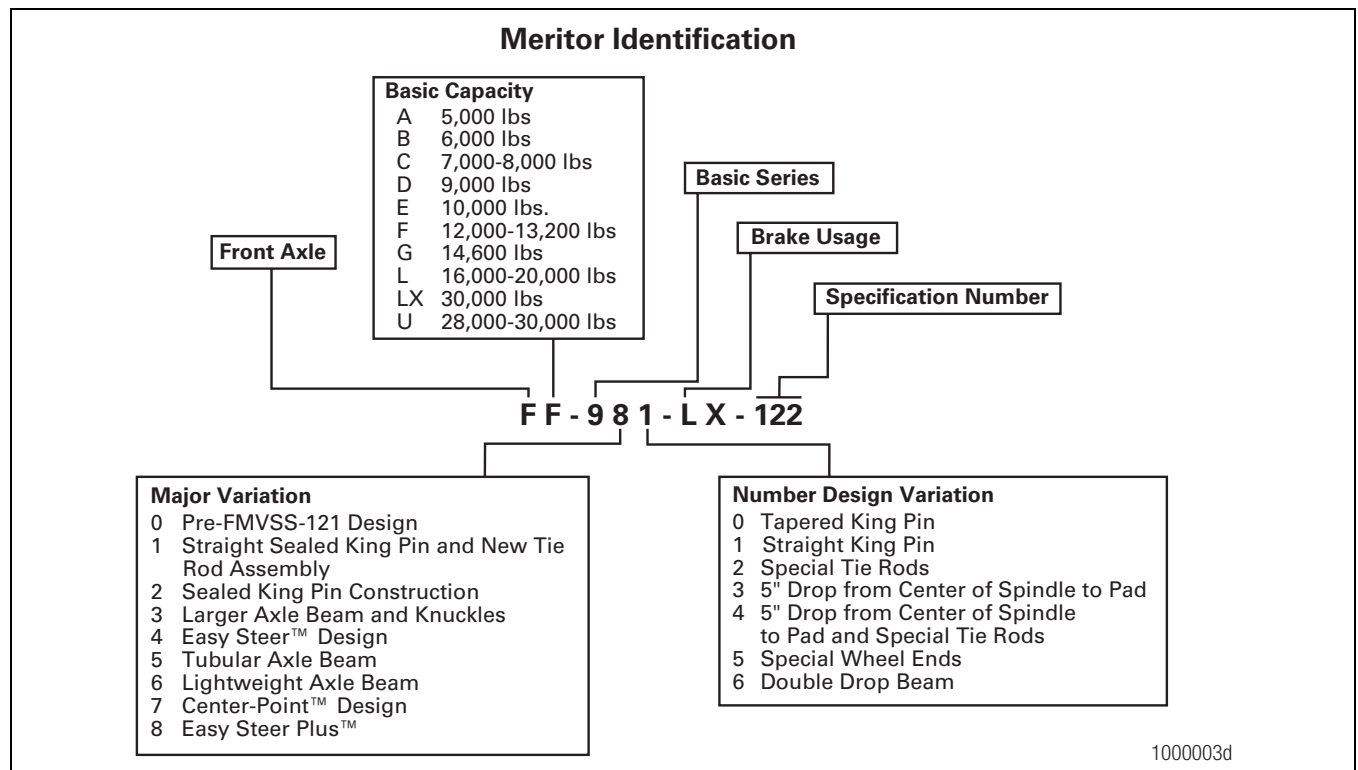 Meritor Identification
Basic Capacity
A 5,000 lbs
B 6,000 lbs
C 7,000-8,000 lbs
D 9,000 lbs
E 10,000 lbs.
F 12,000-13,200 lbs
G 14,600 lbs
L 16,000-20,000 lbs
LX 30,000 lbs
U 28,000-30,000 lbs
Front Axle
Basic Series
Brake Usage
Specification Number
F F - 9 8 1 - L X - 122
Major Variation
0 Pre-FMVSS-121 Design
1 Straight Sealed King Pin and New Tie
Rod Assembly
2 Sealed King Pin Construction
3 Larger Axle Beam and Knuckles
4 Easy Steer™ Design
5 Tubular Axle Beam
6 Lightweight Axle Beam
7 Center-Point™ Design
8 Easy Steer Plus™
Number Design Variation
0 Tapered King Pin
1 Straight King Pin
2 Special Tie Rods
3 5" Drop from Center of Spindle to Pad
4 5" Drop from Center of Spindle
to Pad and Special Tie Rods
5 Special Wheel Ends
6 Double Drop Beam
1000003d